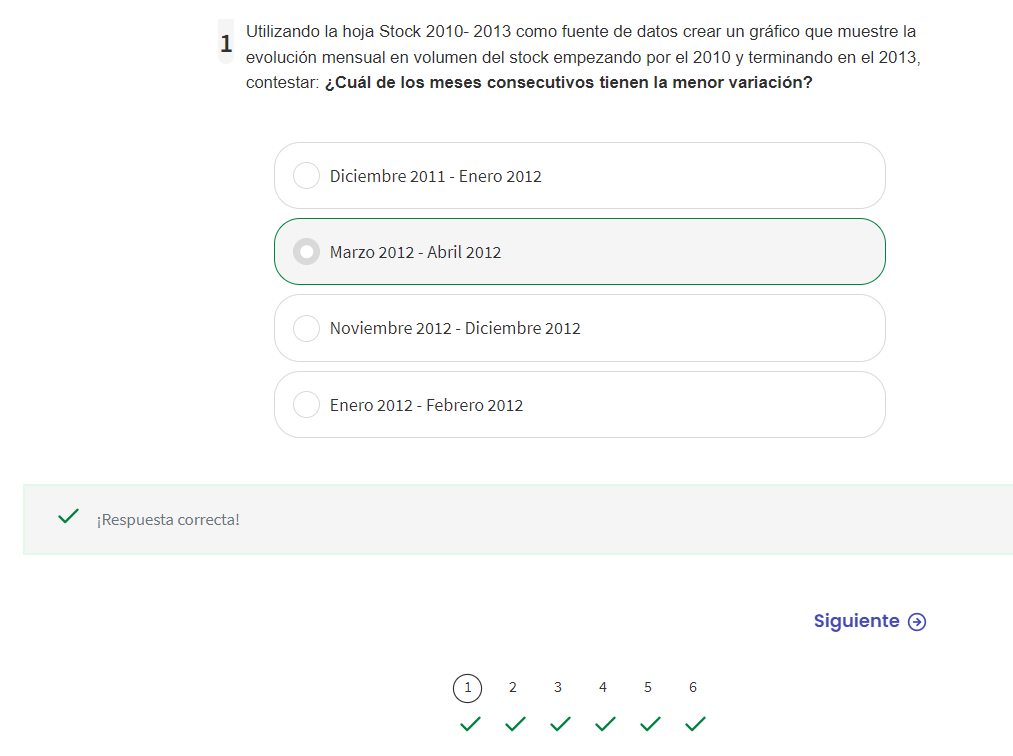 1 Utilizando la hoja Stock 2010- 2013 como fuente de datos crear un gráfico que muestre la
evolución mensual en volumen del stock empezando por el 2010 y terminando en el 2013,
contestar: ¿Cuál de los meses consecutivos tienen la menor variación?
Diciembre 2011 - Enero 2012
Marzo 2012 - Abril 2012
Noviembre 2012 - Diciembre 2012
Enero 2012 - Febrero 2012
¡Respuesta correcta!
Siguiente
1 2 3 4 5 6